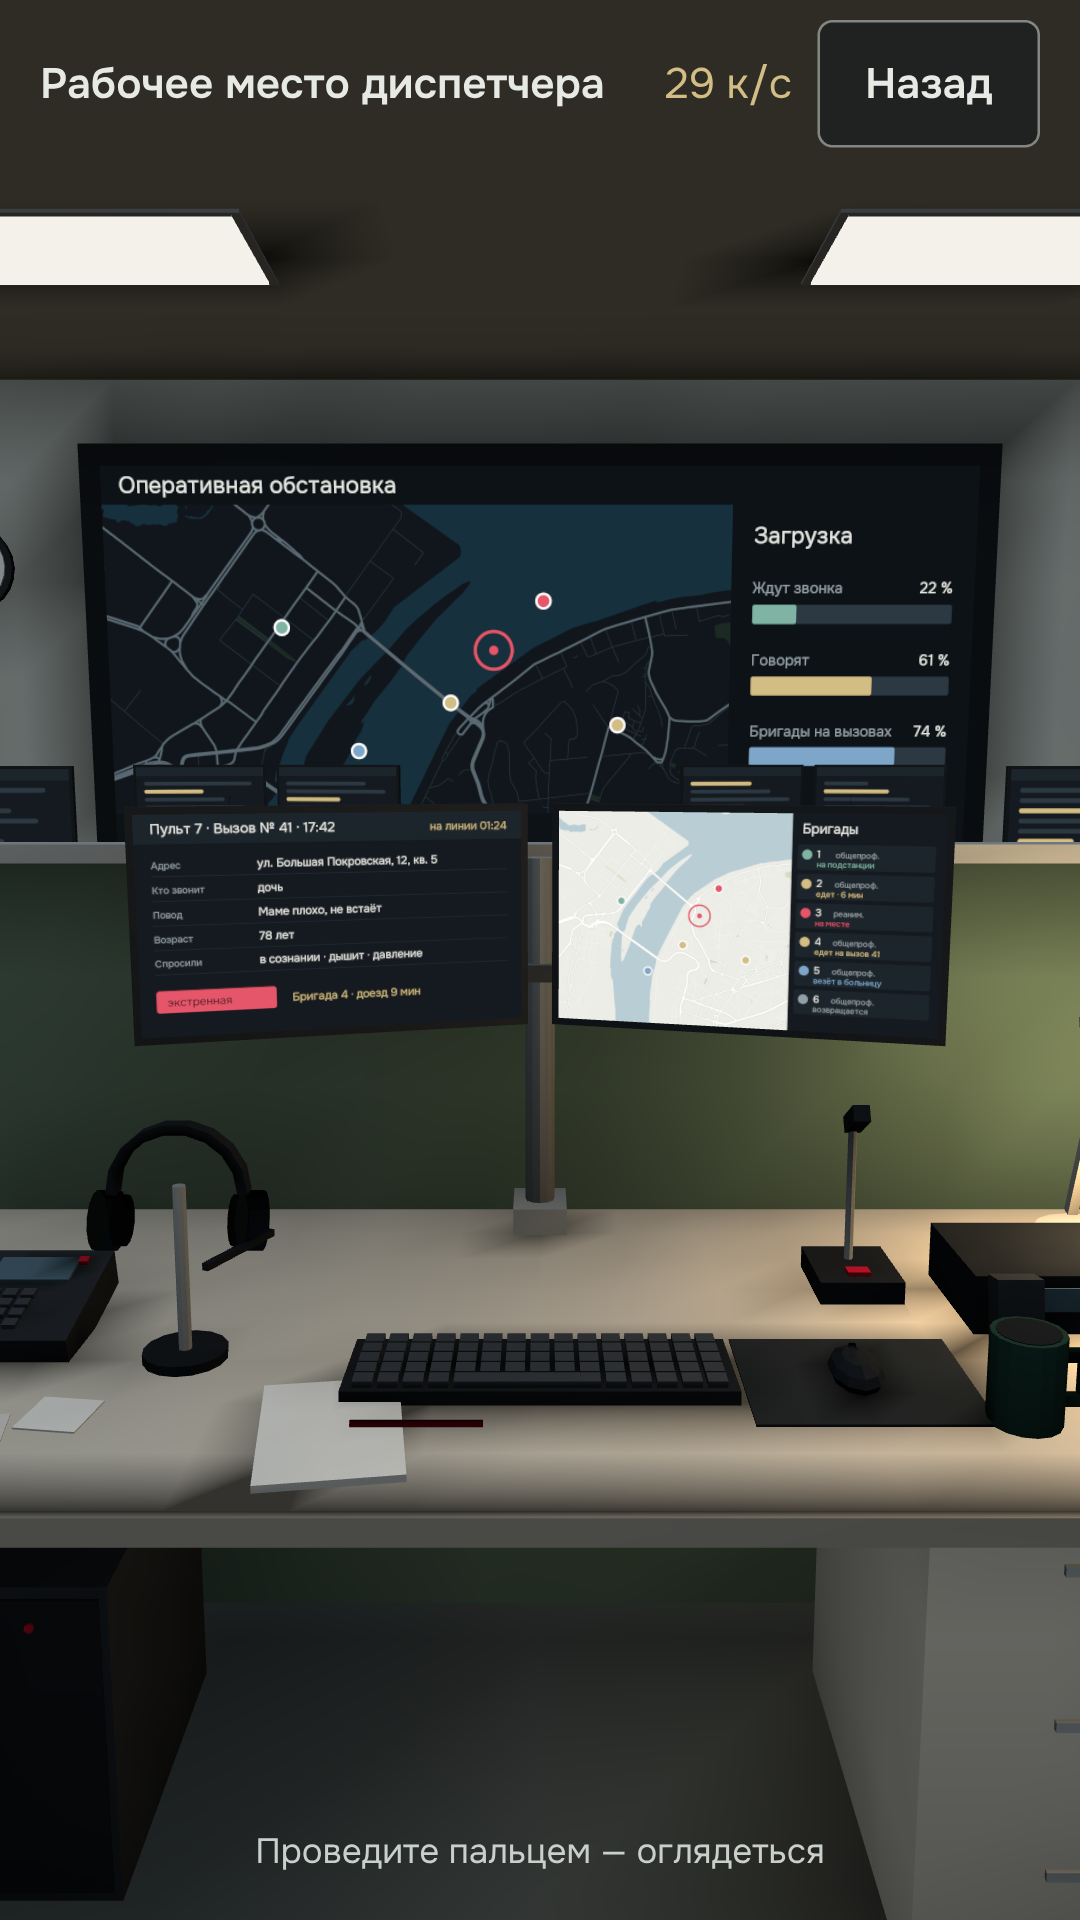 Рабочее место диспетчера
29 к/с
Назад
Оперативная обстановка
Загрузка
Ждут звонка 22 %
Говорят 61 %
Бригады на вызовах 74 %
Пульт 7 · Вызов № 41 · 17:42
на линии 01:24
Адрес ул. Большая Покровская, 12, кв. 5
Кто звонит дочь
Повод Маме плохо, не встаёт
Возраст 78 лет
Спросили в сознании · дышит · давление
экстренная
Бригада 4 · доезд 9 мин
Бригады
1 общепроф.
на подстанции
2 общепроф.
едет · 6 мин
3 реаним.
на месте
4 общепроф.
едет на вызов 41
5 общепроф.
везёт в больницу
6 общепроф.
возвращается
Проведите пальцем — оглядеться